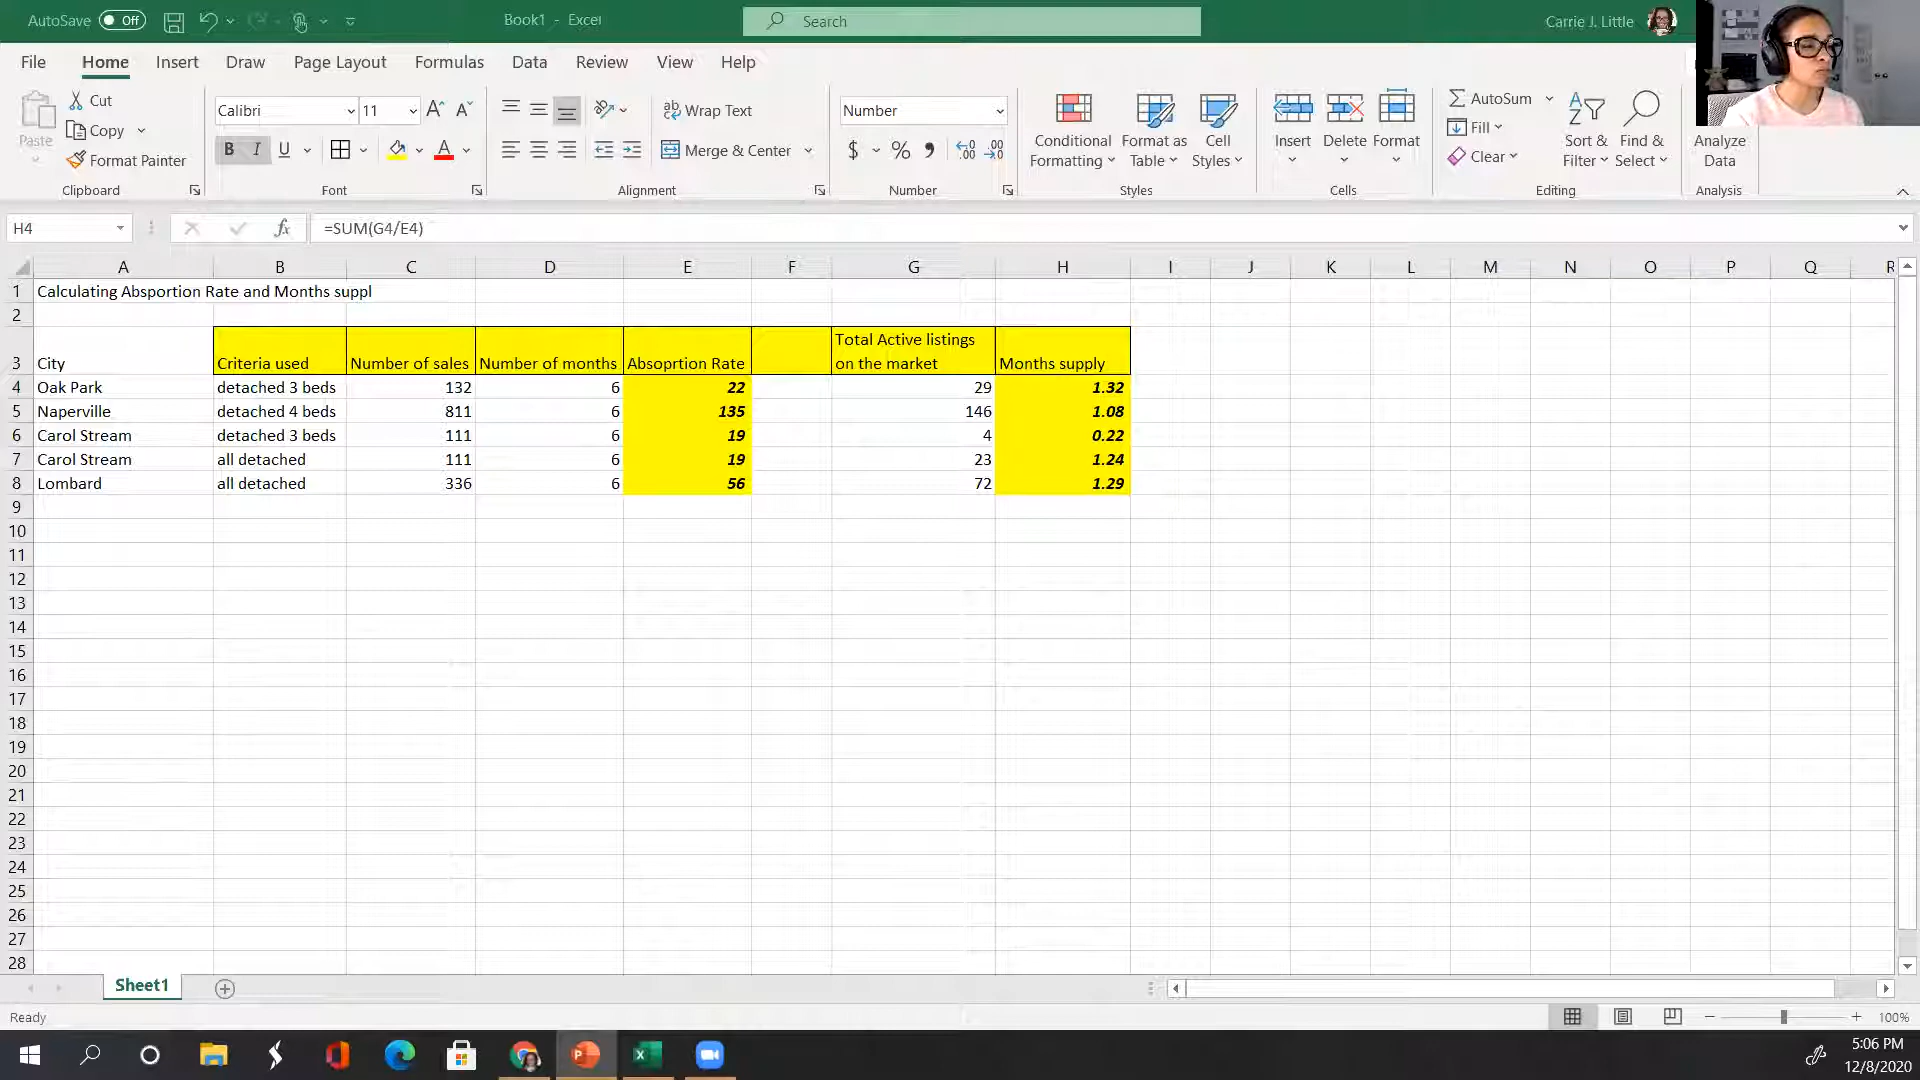 AutoSave Off Book1 - Excel Search Carrie J. Little
File Home Insert Draw Page Layout Formulas Data Review View Help
Paste Cut Copy Format Painter Clipboard
Calibri 11 A A B I U A Font
ab Wrap Text Merge & Center Alignment
Number $ % 9 .00 .00 Number
Conditional Formatting Format as Table Cell Styles Styles
Insert Delete Format Cells
AutoSum Fill Clear Sort & Filter Find & Select Editing
Analyze Data Analysis
H4 fx =SUM(G4/E4)
A B C D E F G H I J K L M N O P Q R
1 Calculating Absportion Rate and Months suppl
2
3 City Criteria used Number of sales Number of months Absoprtion Rate Total Active listings on the market Months supply
4 Oak Park detached 3 beds 132 6 22 29 1.32
5 Naperville detached 4 beds 811 6 135 146 1.08
6 Carol Stream detached 3 beds 111 6 19 4 0.22
7 Carol Stream all detached 111 6 19 23 1.24
8 Lombard all detached 336 6 56 72 1.29
9
10
11
12
13
14
15
16
17
18
19
20
21
22
23
24
25
26
27
28
Sheet1
Ready 100%
5:06 PM
12/8/2020